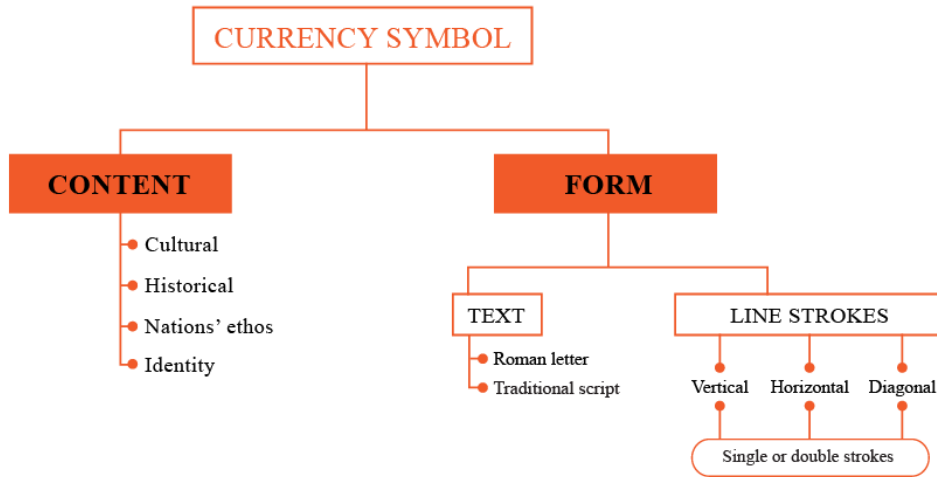 CURRENCY SYMBOL
CONTENT
Cultural
Historical
Nations’ ethos
Identity
FORM
TEXT
Roman letter
Traditional script
LINE STROKES
Vertical
Horizontal
Diagonal
Single or double strokes